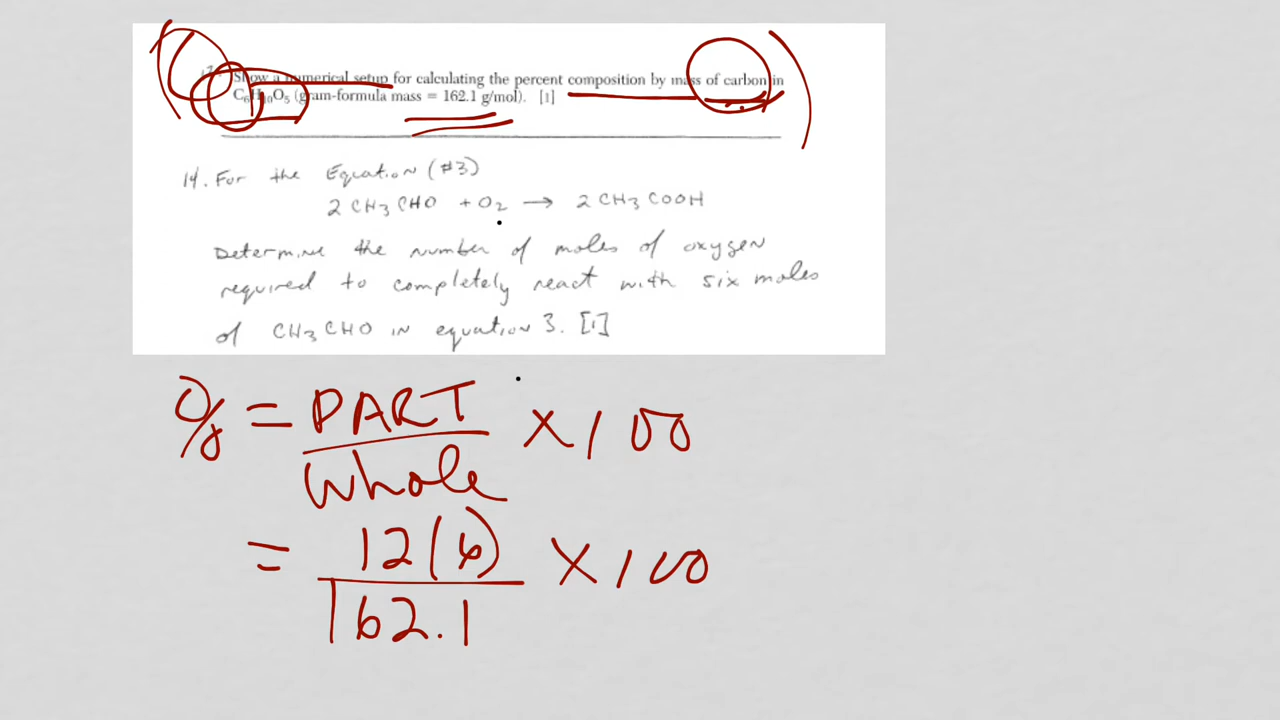 Show a numerical setup for calculating the percent composition by mass of carbon in
C₆H₁₀O₅ (gram-formula mass = 162.1 g/mol). [1]
14. For the Equation (#3)
2 CH₃CHO + O₂ → 2 CH₃COOH
Determine the number of moles of oxygen
required to completely react with six moles
of CH₃CHO in equation 3. [1]
% = PART × 100
Whole
= 12(6) × 100
162.1